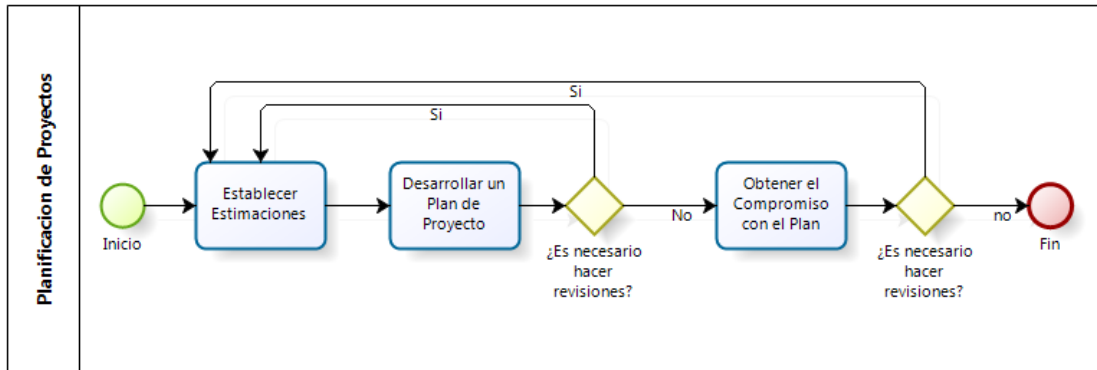 Planificacion de Proyectos
Si
Si
Inicio
Establecer
Estimaciones
Desarrollar un
Plan de
Proyecto
¿Es necesario
hacer
revisiones?
No
Obtener el
Compromiso
con el Plan
¿Es necesario
hacer
revisiones?
no
Fin